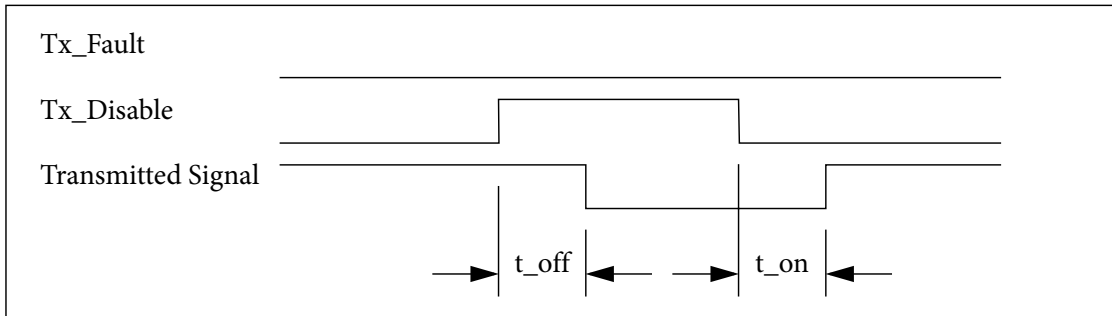 Tx_Fault
Tx_Disable
Transmitted Signal
t_off
t_on